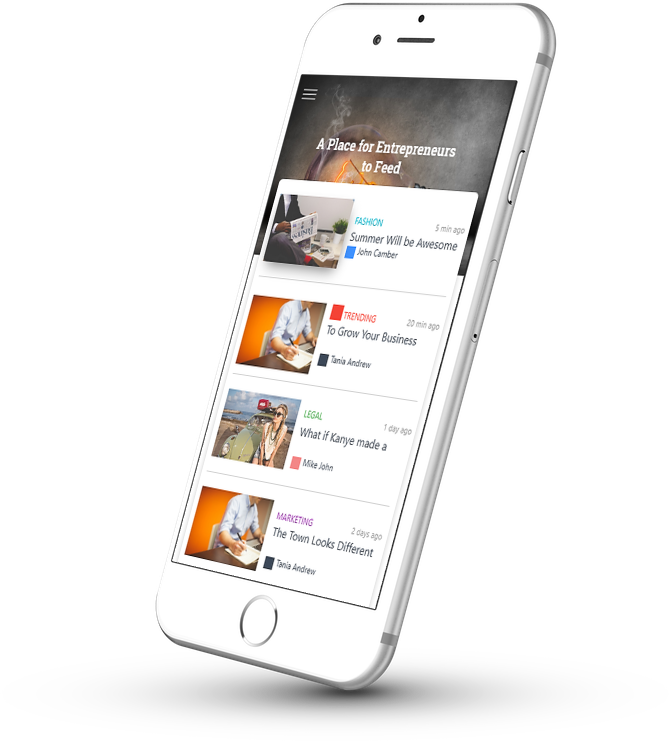 A Place for Entrepreneurs
to Feed
FASHION
5 min ago
Summer Will be Awesome
John Camber
TRENDING
20 min ago
To Grow Your Business
Tania Andrew
LEGAL
1 day ago
What if Kanye made a
Mike John
MARKETING
2 days ago
The Town Looks Different
Tania Andrew